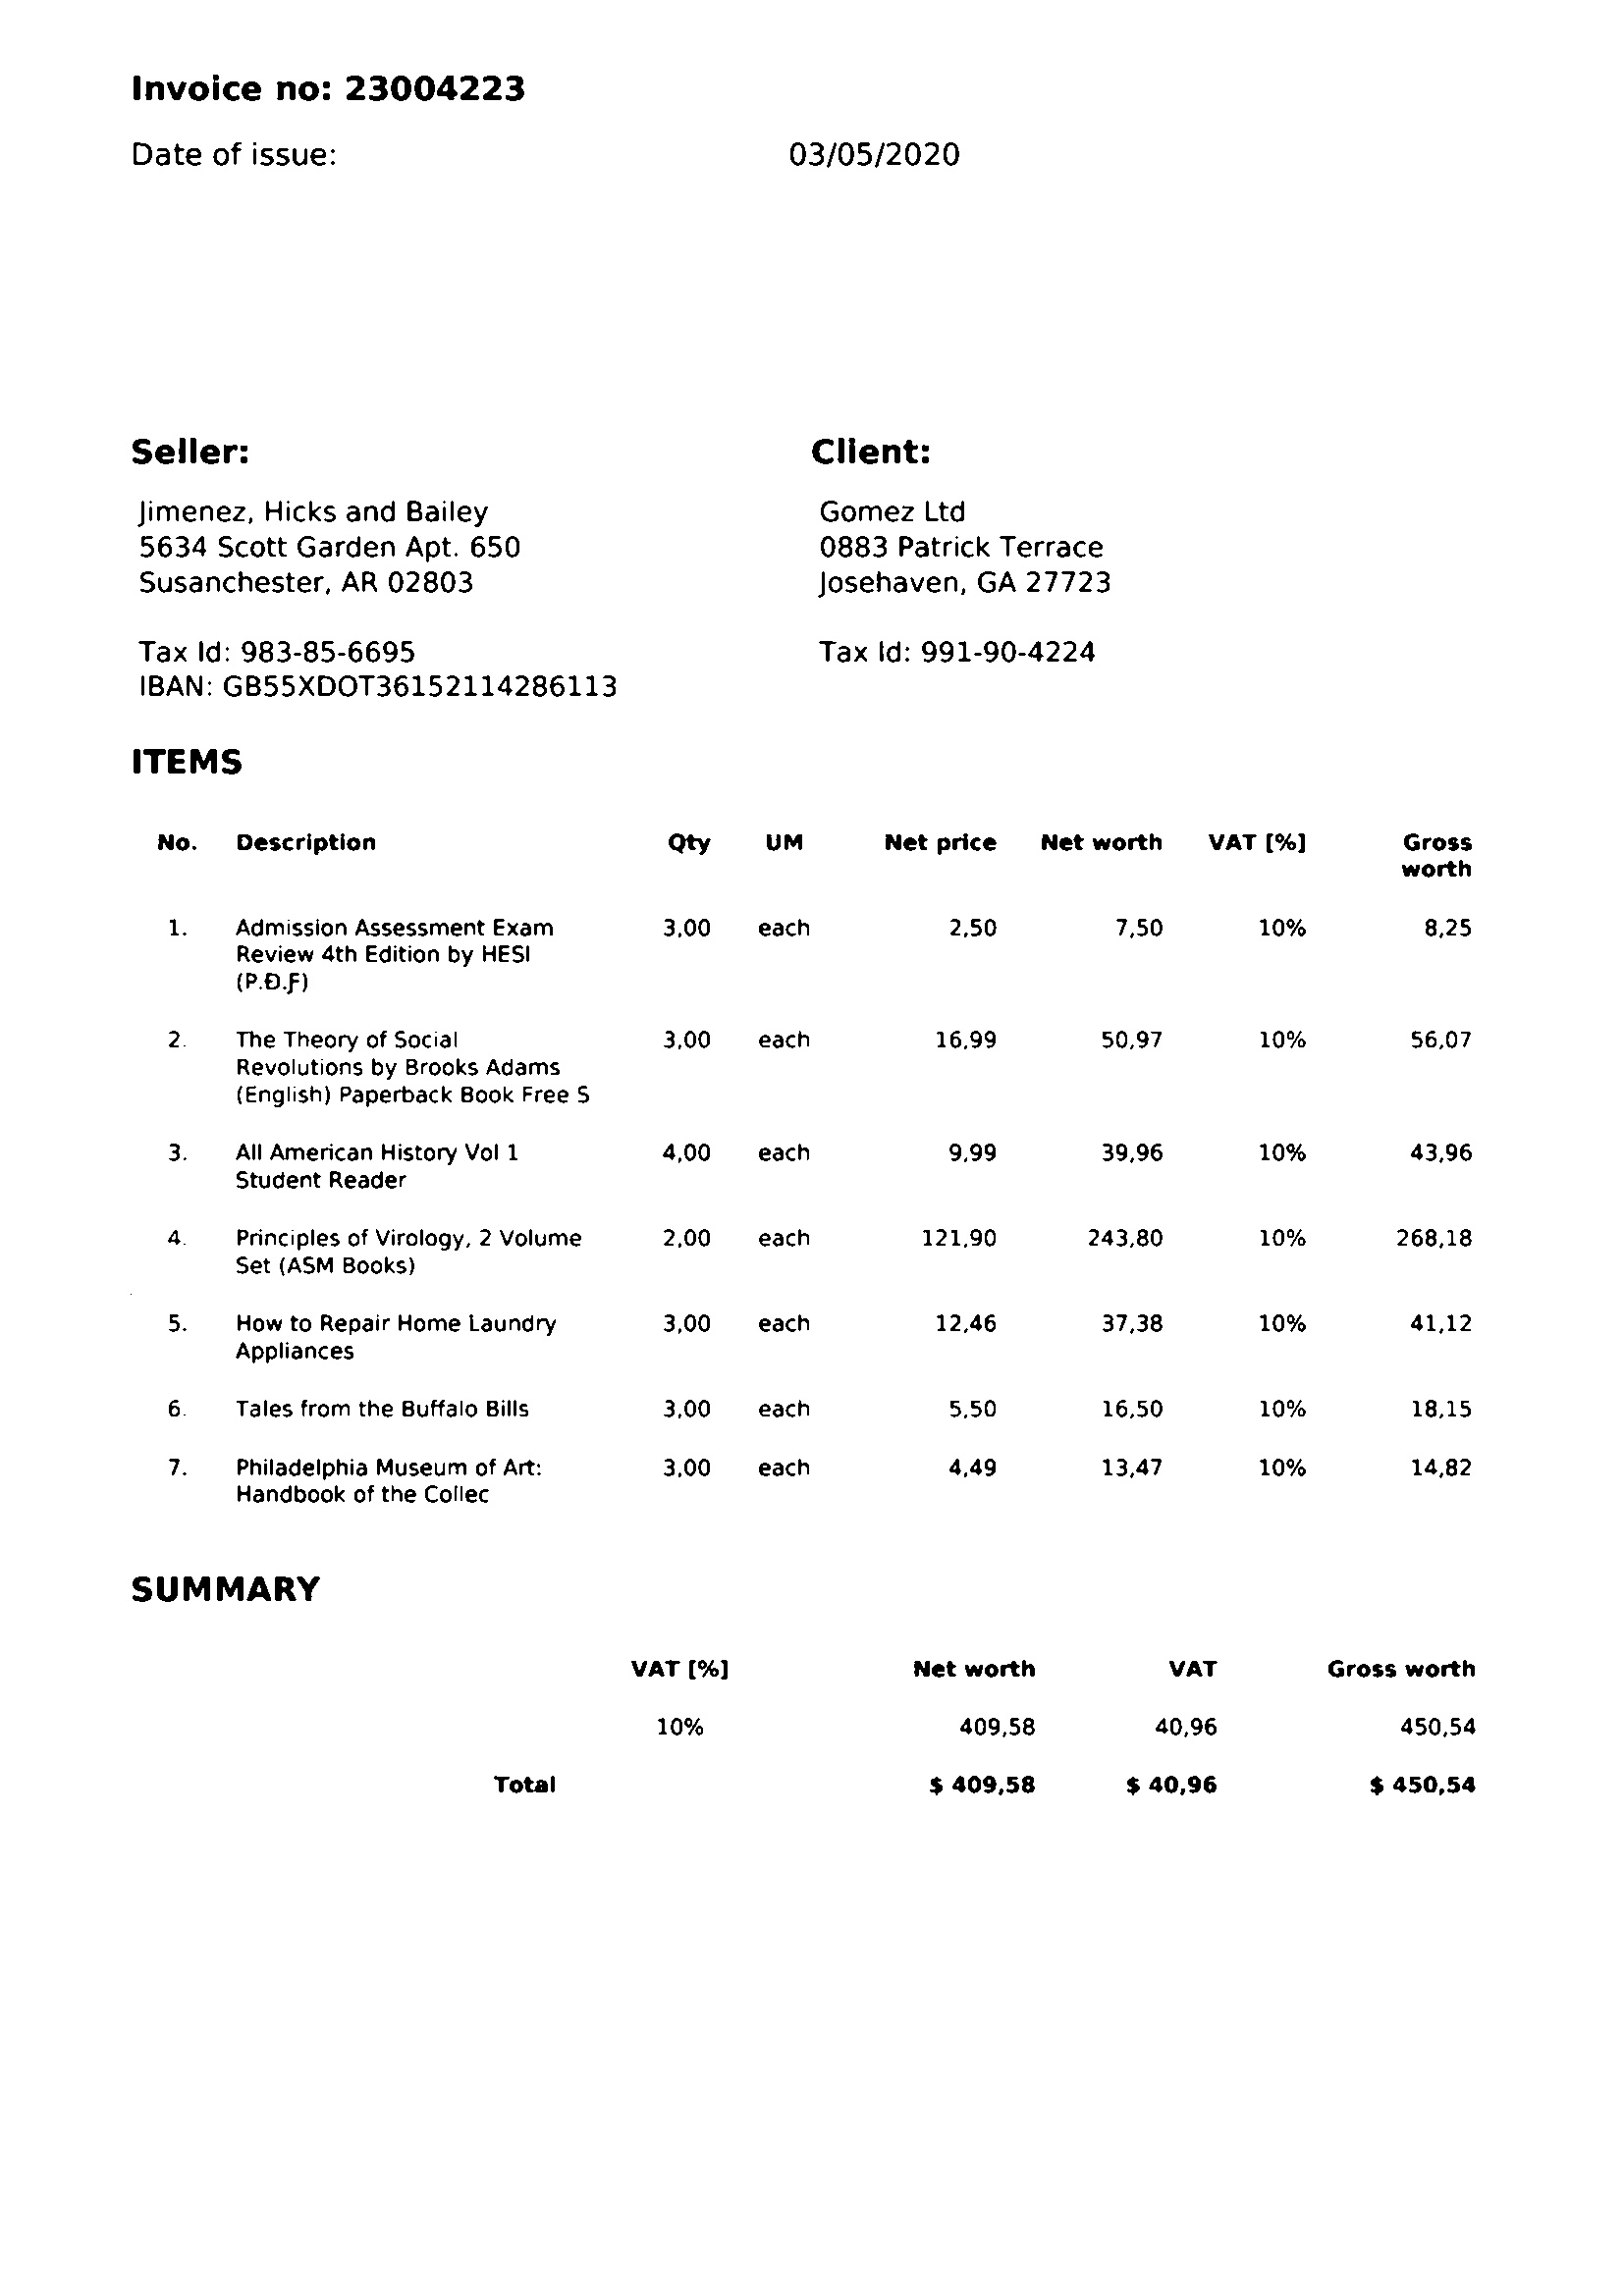 Invoice no: 23004223
Date of issue: 03/05/2020
Seller: Client:
Jimenez, Hicks and Bailey Gomez Ltd
5634 Scott Garden Apt. 650 0883 Patrick Terrace
Susanchester, AR 02803 Josehaven, GA 27723
Tax Id: 983-85-6695 Tax Id: 991-90-4224
IBAN: GB55XDOT36152114286113
ITEMS
No. Description Qty UM Net price Net worth VAT [%] Gross
worth
1. Admission Assessment Exam 3,00 each 2,50 7,50 10% 8,25
Review 4th Edition by HESI
(P.Đ.Ƒ)
2. The Theory of Social 3,00 each 16,99 50,97 10% 56,07
Revolutions by Brooks Adams
(English) Paperback Book Free S
3. All American History Vol 1 4,00 each 9,99 39,96 10% 43,96
Student Reader
4. Principles of Virology, 2 Volume 2,00 each 121,90 243,80 10% 268,18
Set (ASM Books)
5. How to Repair Home Laundry 3,00 each 12,46 37,38 10% 41,12
Appliances
6. Tales from the Buffalo Bills 3,00 each 5,50 16,50 10% 18,15
7. Philadelphia Museum of Art: 3,00 each 4,49 13,47 10% 14,82
Handbook of the Collec
SUMMARY
VAT [%] Net worth VAT Gross worth
10% 409,58 40,96 450,54
Total $ 409,58 $ 40,96 $ 450,54